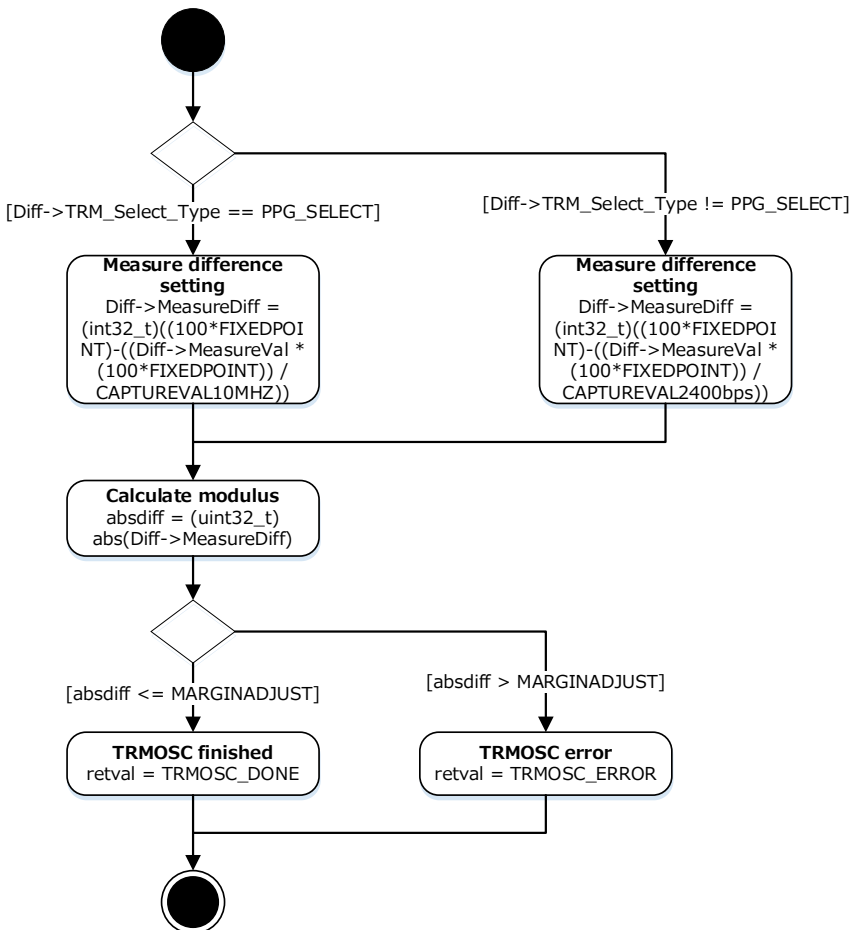 [Diff->TRM_Select_Type == PPG_SELECT]
[Diff->TRM_Select_Type != PPG_SELECT]
Measure difference
setting
Diff->MeasureDiff =
(int32_t)((100*FIXEDPOI
NT)-((Diff->MeasureVal *
(100*FIXEDPOINT)) /
CAPTUREVAL10MHZ))
Measure difference
setting
Diff->MeasureDiff =
(int32_t)((100*FIXEDPOI
NT)-((Diff->MeasureVal *
(100*FIXEDPOINT)) /
CAPTUREVAL2400bps))
Calculate modulus
absdiff = (uint32_t)
abs(Diff->MeasureDiff)
[absdiff <= MARGINADJUST]
[absdiff > MARGINADJUST]
TRMOSC finished
retval = TRMOSC_DONE
TRMOSC error
retval = TRMOSC_ERROR